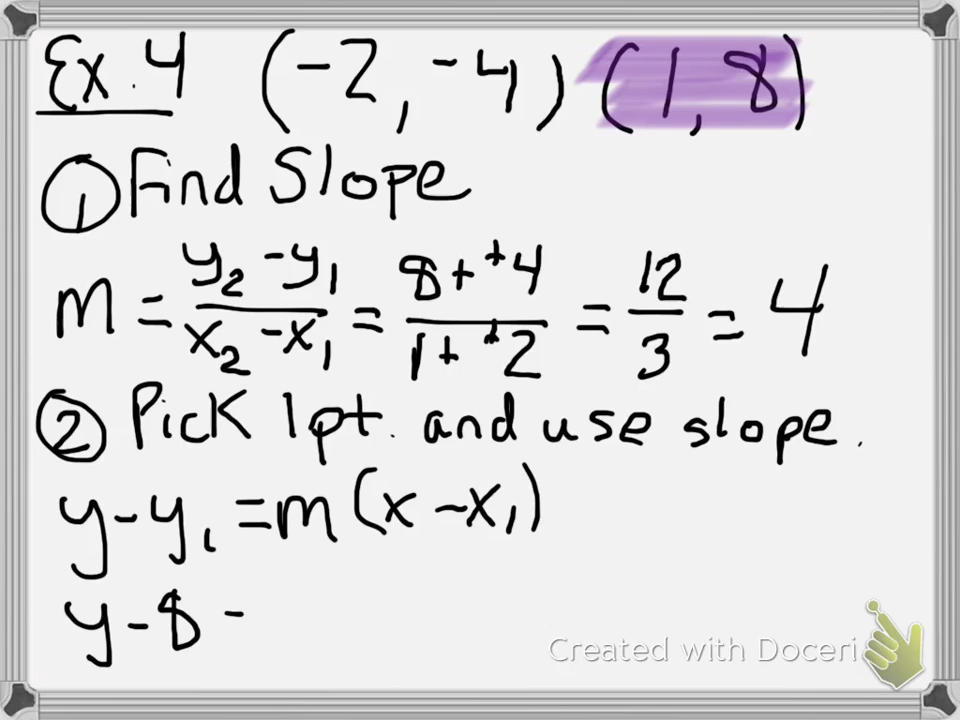 Ex. 4 (-2, -4) (1, 8)
① Find Slope
m = y₂ - y₁ / x₂ - x₁ = 8 + +4 / 1 + +2 = 12 / 3 = 4
② Pick 1 pt. and use slope.
y - y₁ = m(x - x₁)
y - 8 -
Created with Doceri